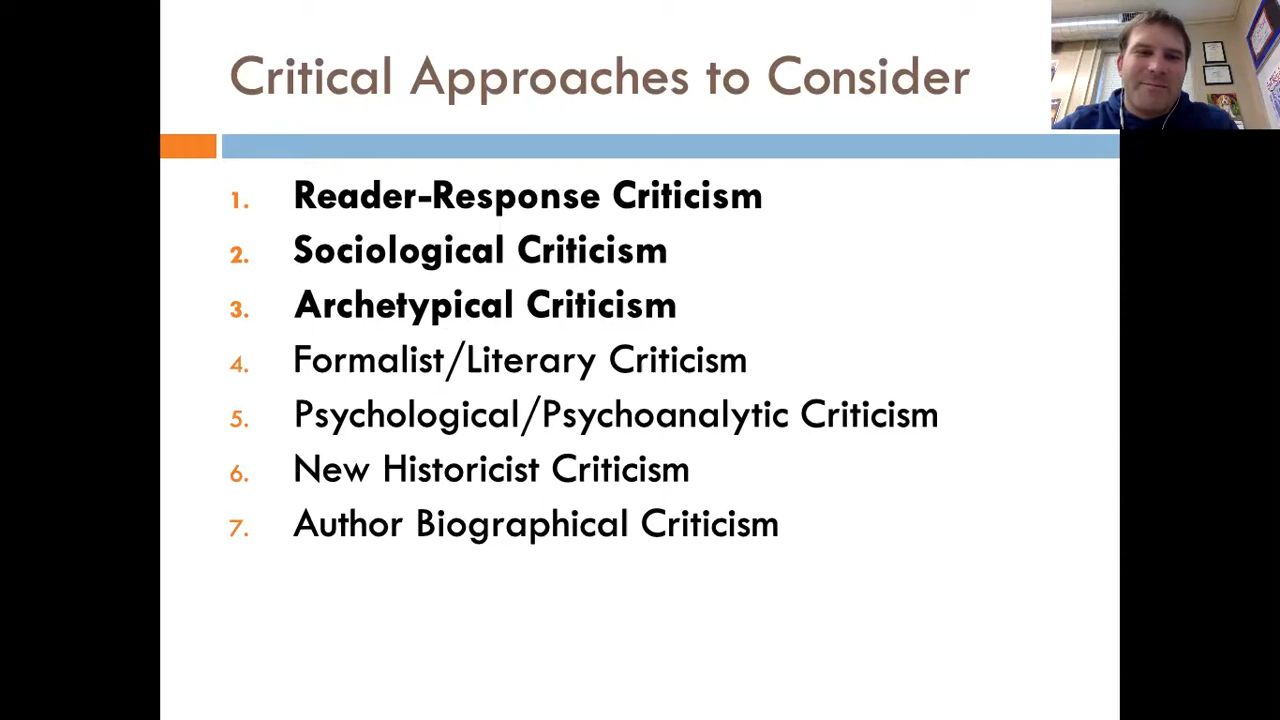 Critical Approaches to Consider
1. Reader-Response Criticism
2. Sociological Criticism
3. Archetypical Criticism
4. Formalist/Literary Criticism
5. Psychological/Psychoanalytic Criticism
6. New Historicist Criticism
7. Author Biographical Criticism